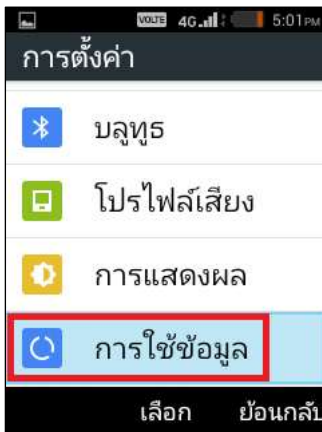 VOLTE 4G 5:01PM
การตั้งค่า
บลูทูธ
โปรไฟล์เสียง
การแสดงผล
การใช้ข้อมูล
เลือก ย้อนกลับ